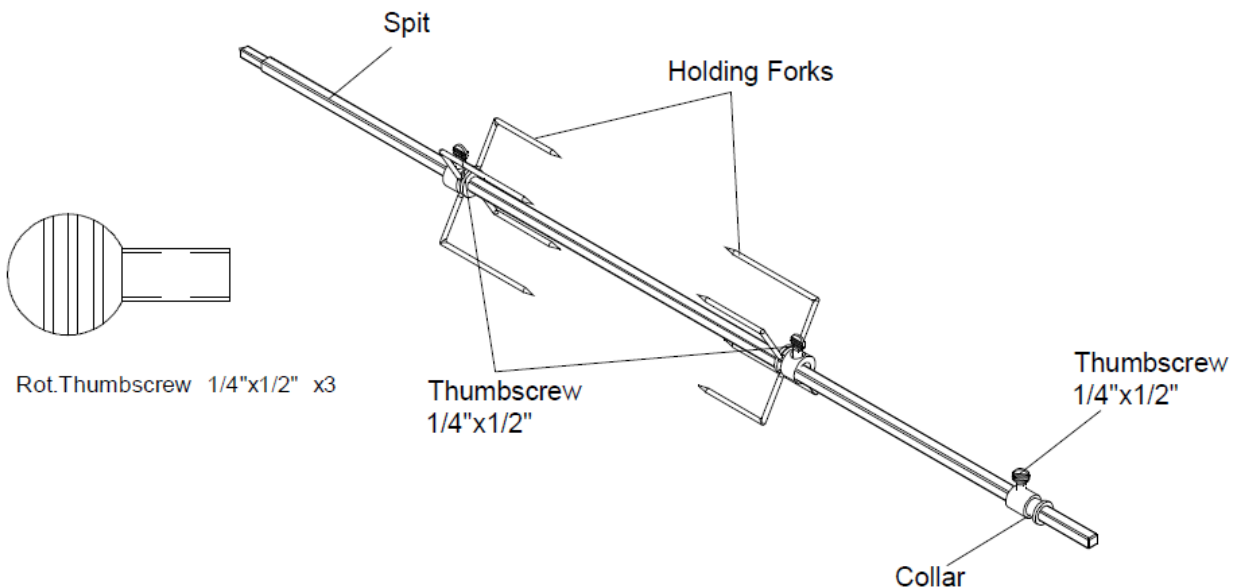 Spit
Holding Forks
Rot.Thumbscrew 1/4"x1/2" x3
Thumbscrew
1/4"x1/2"
Thumbscrew
1/4"x1/2"
Collar